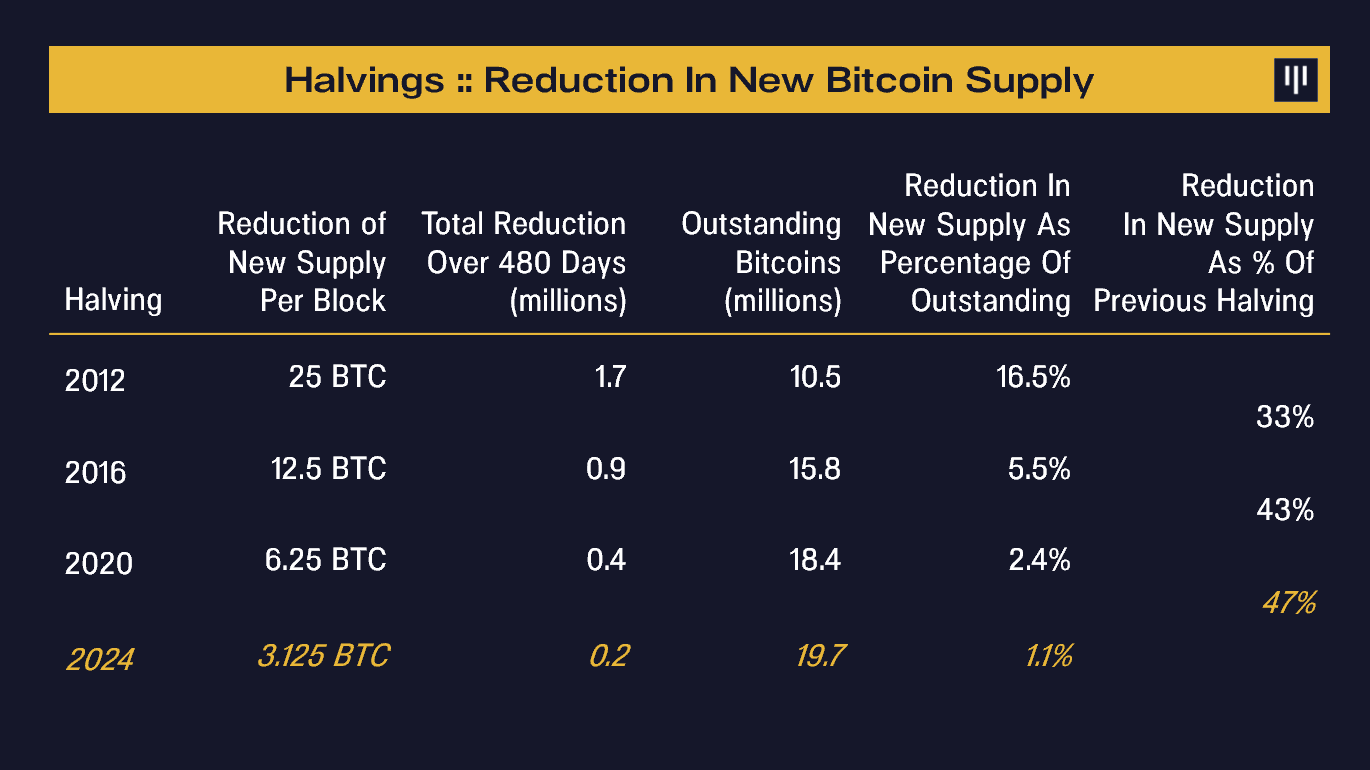 Halvings :: Reduction In New Bitcoin Supply
Halving
Reduction of
New Supply
Per Block
Total Reduction
Over 480 Days
(millions)
Outstanding
Bitcoins
(millions)
Reduction In
New Supply As
Percentage Of
Outstanding
Reduction
In New Supply
As % Of
Previous Halving
2012 25 BTC 1.7 10.5 16.5%
33%
2016 12.5 BTC 0.9 15.8 5.5%
43%
2020 6.25 BTC 0.4 18.4 2.4%
47%
2024 3.125 BTC 0.2 19.7 1.1%